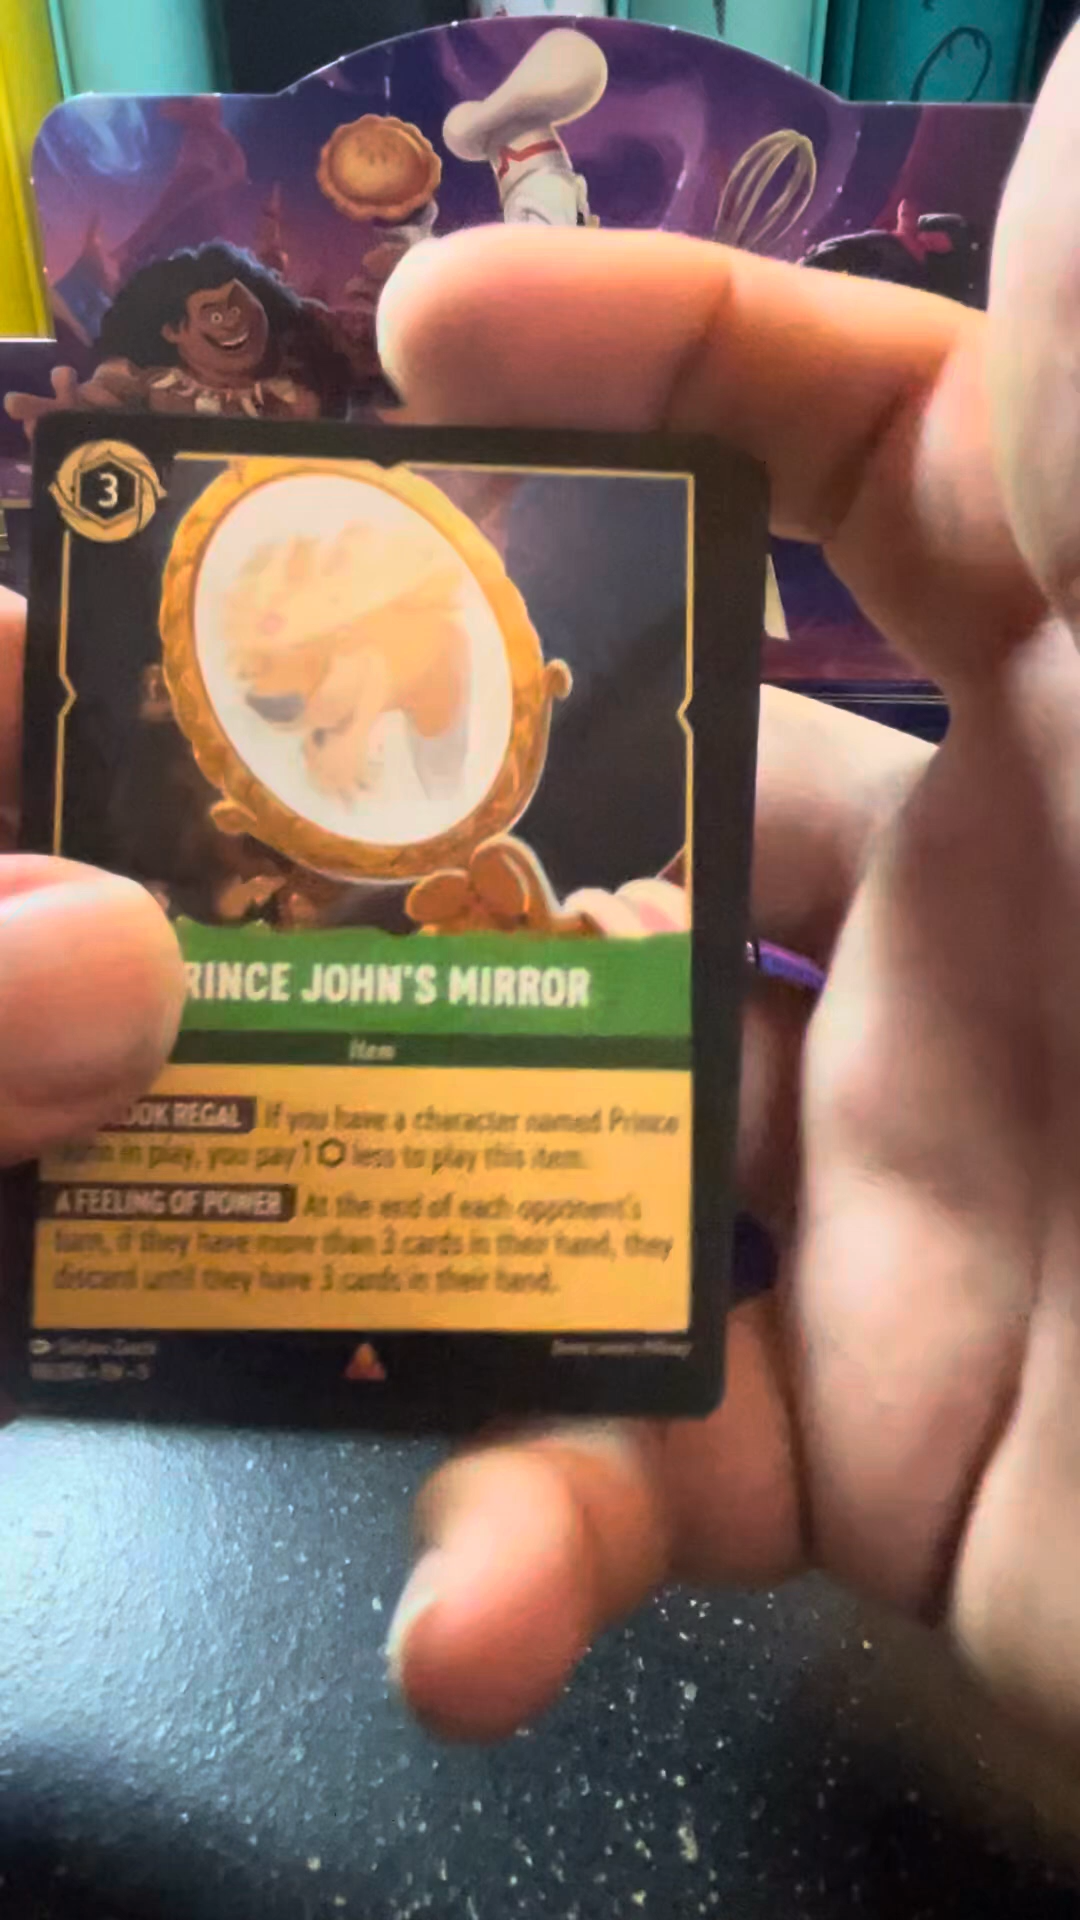 3
RINCE JOHN'S MIRROR
Item
OOK REGAL If you have a character named Prince
in play, you pay 1 less to play this item.
A FEELING OF POWER At the end of each opponent's
turn, if they have more than 3 cards in their hand, they
discard until they have 3 cards in their hand.